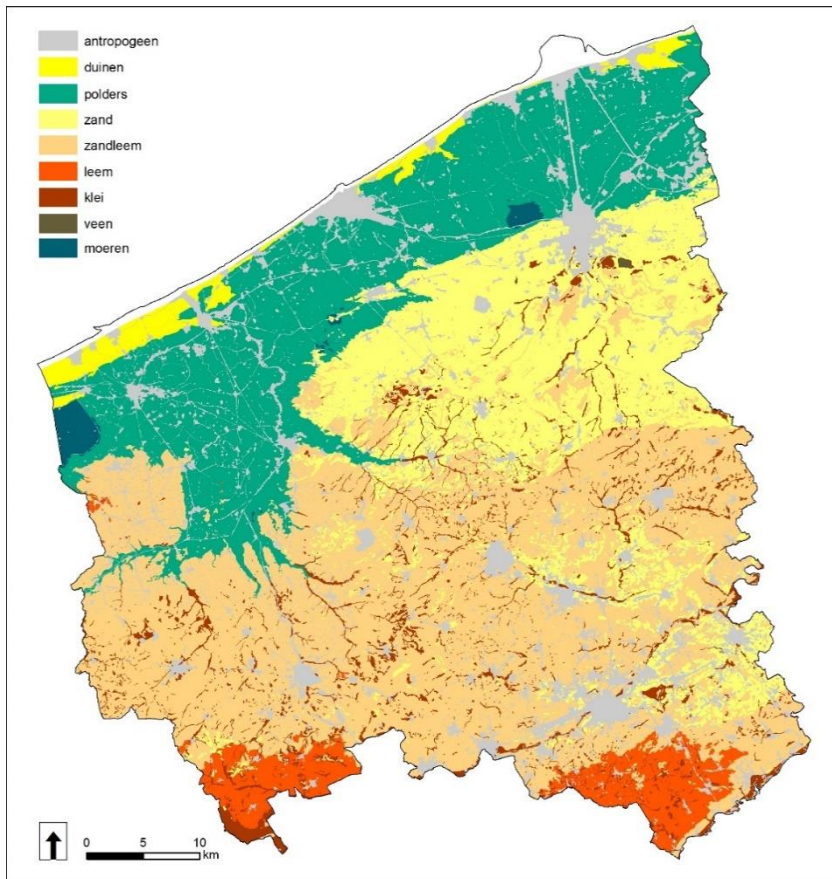 antropogeen
duinen
polders
zand
zandleem
leem
klei
veen
moeren
0 5 10
km